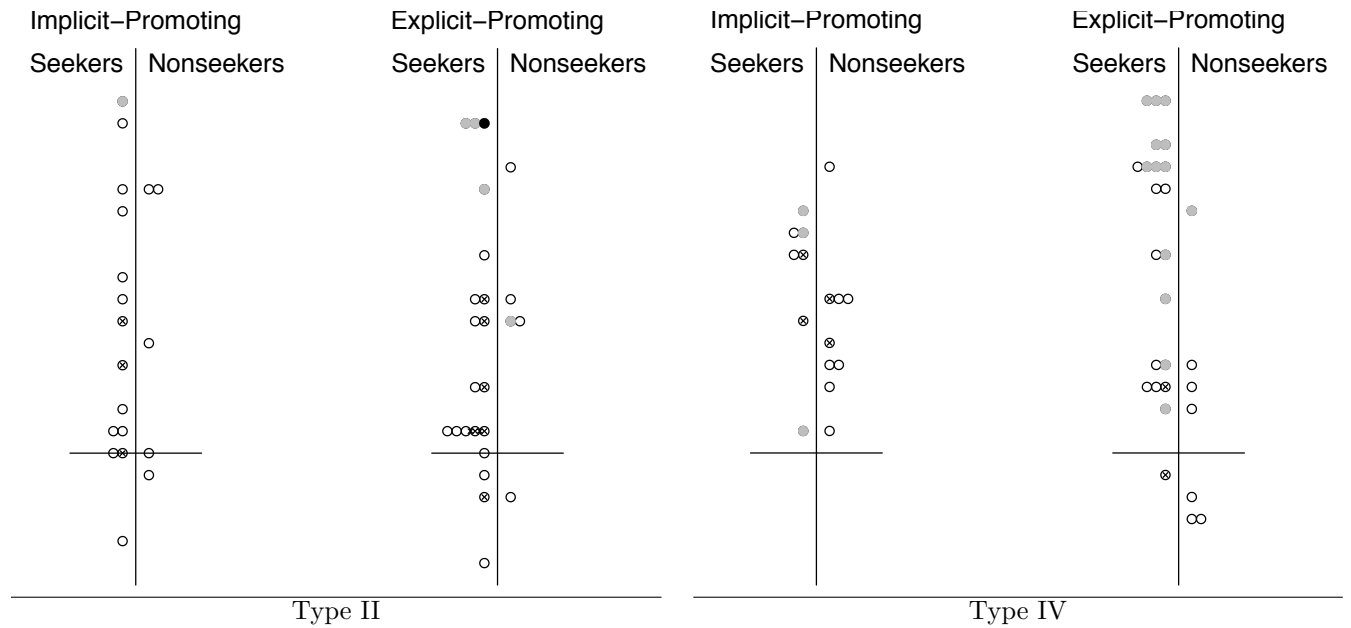 Implicit–Promoting Explicit–Promoting Implicit–Promoting Explicit–Promoting
Seekers Nonseekers Seekers Nonseekers Seekers Nonseekers Seekers Nonseekers
Type II Type IV